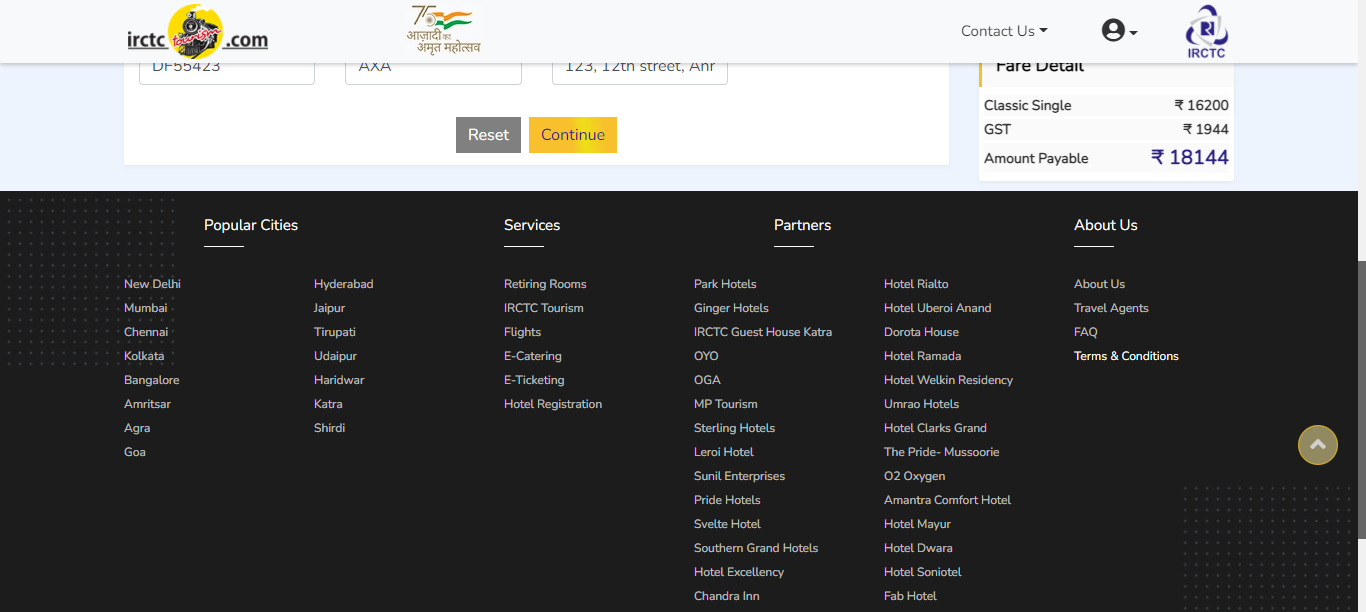 irctc tourism .com
75
आज़ादी का
अमृत महोत्सव
Contact Us
IRCTC
DF55423
AXA
123, 12th street, Anr
Fare Detail
Reset
Continue
Classic Single ₹ 16200
GST ₹ 1944
Amount Payable ₹ 18144
Popular Cities
New Delhi
Mumbai
Chennai
Kolkata
Bangalore
Amritsar
Agra
Goa
Hyderabad
Jaipur
Tirupati
Udaipur
Haridwar
Katra
Shirdi
Services
Retiring Rooms
IRCTC Tourism
Flights
E-Catering
E-Ticketing
Hotel Registration
Partners
Park Hotels
Ginger Hotels
IRCTC Guest House Katra
OYO
OGA
MP Tourism
Sterling Hotels
Leroi Hotel
Sunil Enterprises
Pride Hotels
Svelte Hotel
Southern Grand Hotels
Hotel Excellency
Chandra Inn
Hotel Rialto
Hotel Uberoi Anand
Dorota House
Hotel Ramada
Hotel Welkin Residency
Umrao Hotels
Hotel Clarks Grand
The Pride- Mussoorie
O2 Oxygen
Amantra Comfort Hotel
Hotel Mayur
Hotel Dwara
Hotel Soniotel
Fab Hotel
About Us
About Us
Travel Agents
FAQ
Terms & Conditions